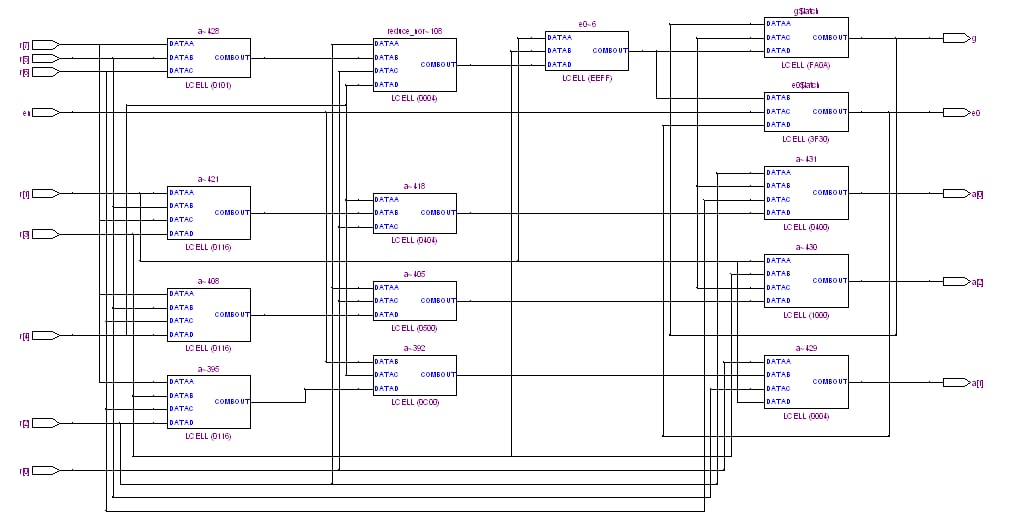 r[7]
r[5]
r[6]
en
r[1]
r[3]
r[4]
r[2]
r[0]
a~428
DATAA
DATAB COMBOUT
DATAC
LCELL (0101)
a~421
DATAA
DATAB
COMBOUT
DATAC
DATAD
LCELL (0116)
a~408
DATAA
DATAB
COMBOUT
DATAC
DATAD
LCELL (0116)
a~395
DATAA
DATAB
COMBOUT
DATAC
DATAD
LCELL (0116)
reduce_nor~108
DATAA
DATAB
COMBOUT
DATAC
DATAD
LCELL (0004)
a~418
DATAA
DATAB COMBOUT
DATAC
LCELL (0404)
a~405
DATAA
DATAC COMBOUT
DATAD
LCELL (0500)
a~392
DATAB
DATAC COMBOUT
DATAD
LCELL (0C00)
e0~6
DATAA
DATAB COMBOUT
DATAD
LCELL (EEFF)
g$latch
DATAA
DATAC COMBOUT
DATAD
LCELL (FA0A)
e0$latch
DATAB
DATAC COMBOUT
DATAD
LCELL (3F30)
a~431
DATAA
DATAB
COMBOUT
DATAC
DATAD
LCELL (0400)
a~430
DATAA
DATAB
COMBOUT
DATAC
DATAD
LCELL (1000)
a~429
DATAA
DATAB
COMBOUT
DATAC
DATAD
LCELL (0004)
g
e0
a[0]
a[2]
a[1]